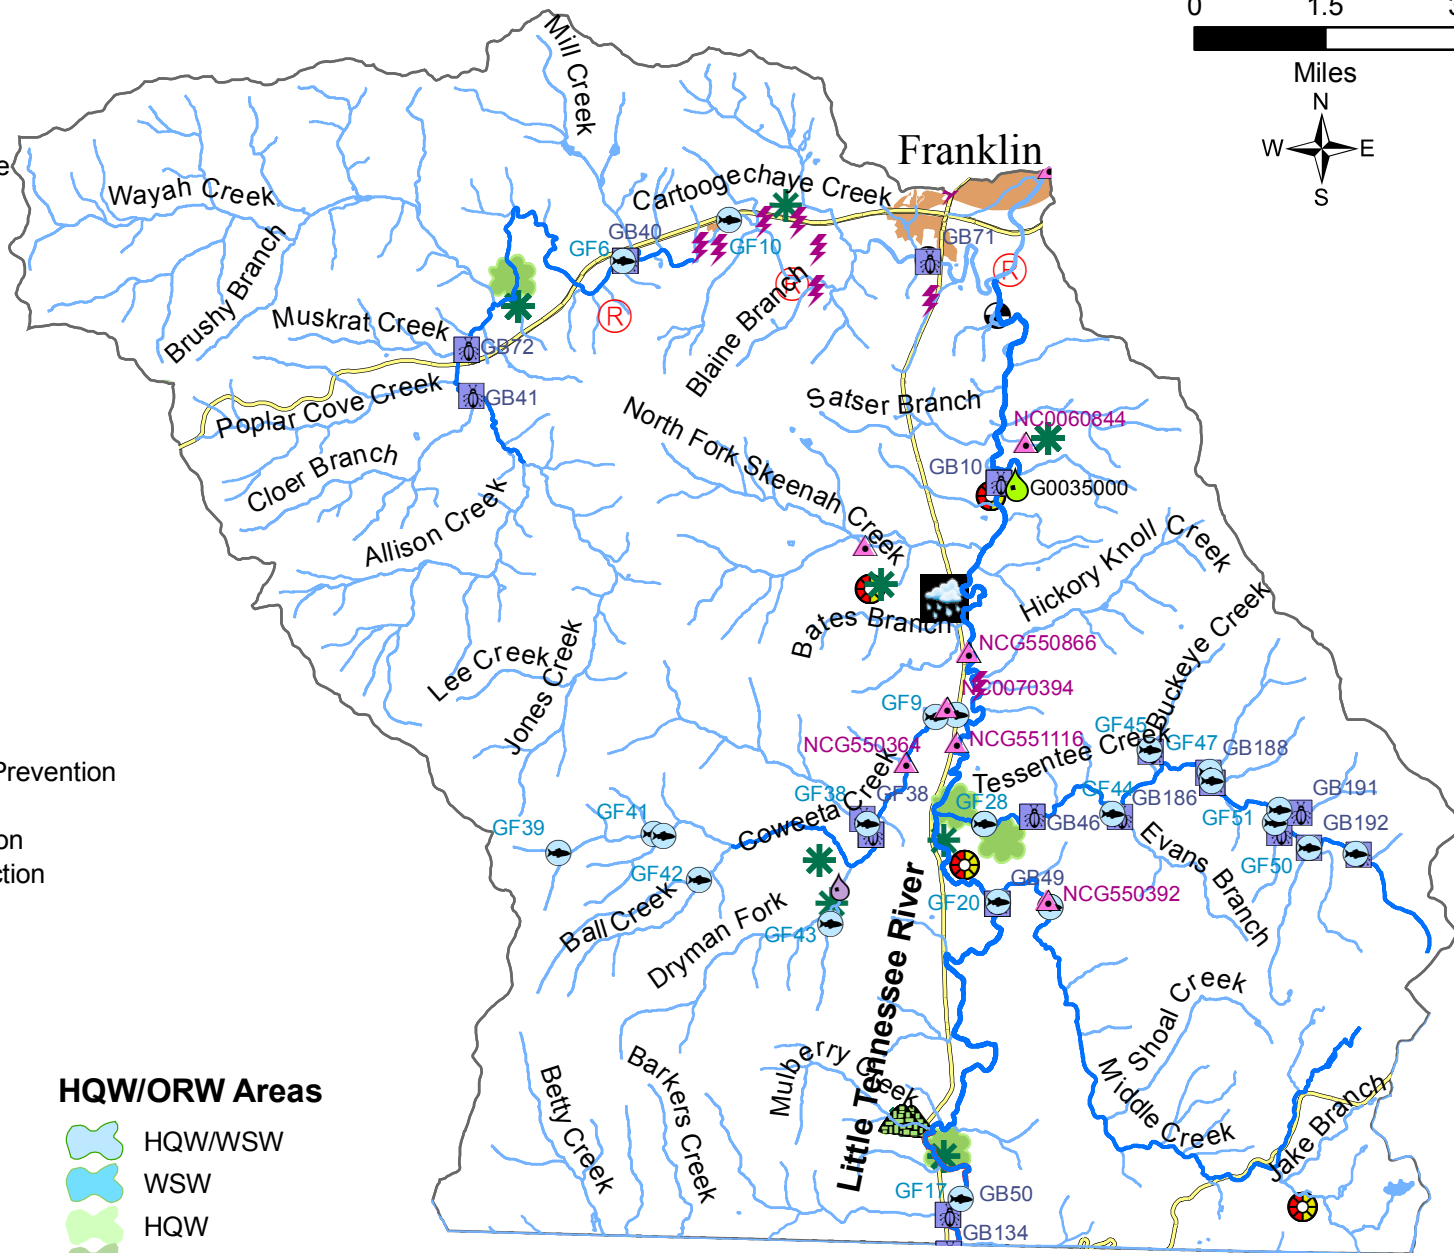 0 1.5 3
Miles
N
W E
S
Mill Creek
Franklin
e
Wayah Creek
Cartoogechaye Creek
Brushy Branch
GB40
GF6
GF10
GB71
R
R
R
Muskrat Creek
GB72
Blaine Branch
GB41
Poplar Cove Creek
Satser Branch
NC0060844
North Fork Skeenah Creek
Cloer Branch
GB10
G0035000
Allison Creek
Hickory Knoll Creek
Bates Branch
Buckeye Creek
NCG550866
Lee Creek
Jones Creek
NC0070394
GF9
NCG551116
NCG550364
GF45
GF47
GB188
Tessentee Creek
Prevention
GF38
GF38
GF28
GF44
GB186
GB191
GF41
Coweeta Creek
GB46
GF51
GB192
GF39
on
GF42
Evans Branch
GF50
ction
GB49
NCG550392
GF20
Ball Creek
Dryman Fork
GF43
Little Tennessee River
Shoal Creek
Mulberry Creek
Barkers Creek
Betty Creek
Middle Creek
Jake Branch
HQW/ORW Areas
HQW/WSW
WSW
HQW
GF17
GB50
GB134